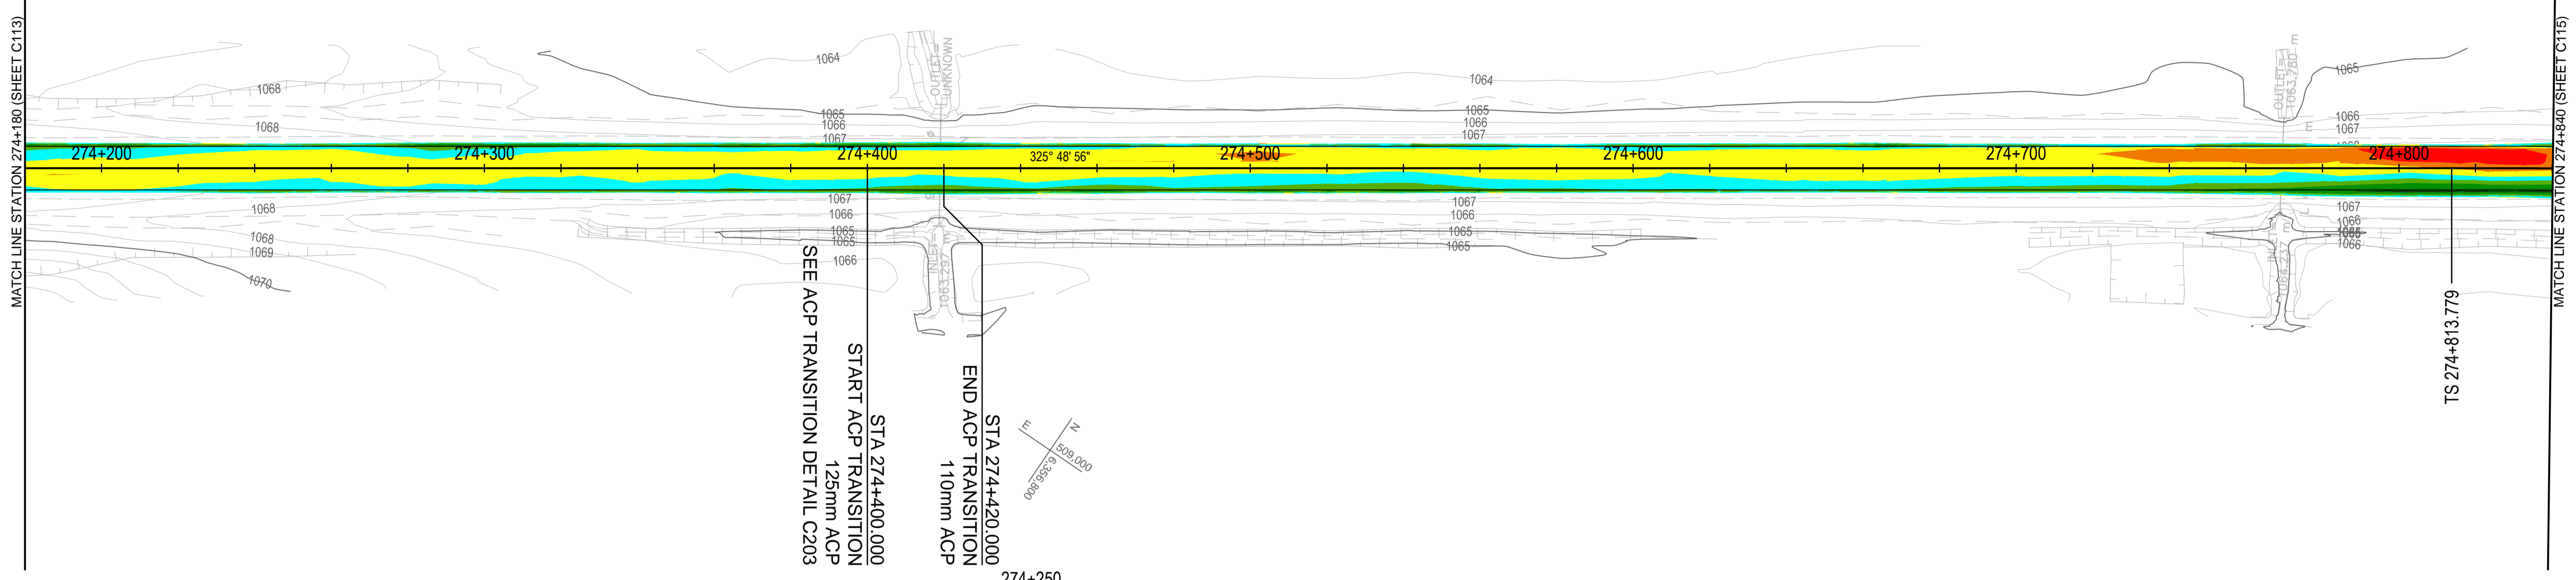 MATCH LINE STATION 274+180 (SHEET C113)
1068
1068
1064
1065
1066
1067
OUTLET=
UNKNOWN
1064
1065
1066
1067
OUTLET=
1063.780 m
1065
1066
1067
274+200
274+300
274+400
325° 48' 56"
274+500
274+600
274+700
274+800
1068
1068
1069
1070
1067
1066
1065
1065
1066
1063.297 m
1067
1066
1065
1067
1066
1066
TS 274+813.779
MATCH LINE STATION 274+840 (SHEET C115)
SEE ACP TRANSITION DETAIL C203
125mm ACP
START ACP TRANSITION
STA 274+400.000
110mm ACP
END ACP TRANSITION
STA 274+420.000
E
N
509,000
6,356,800
274+250